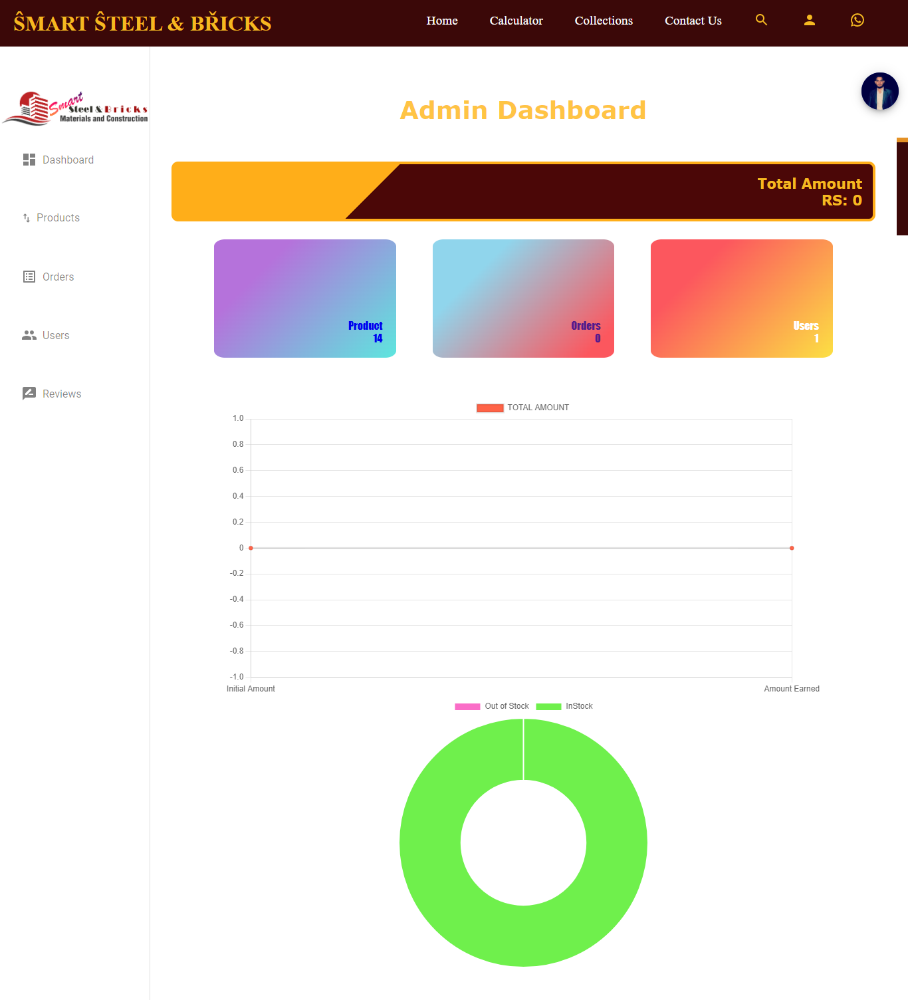 ŜMART ŜTEEL & BŘICKS
Home
Calculator
Collections
Contact Us
Smart
Steel & Bricks
Materials and Construction
Admin Dashboard
Dashboard
Products
Orders
Users
Reviews
Total Amount
RS: 0
Product
14
Orders
0
Users
1
TOTAL AMOUNT
1.0
0.8
0.6
0.4
0.2
0
-0.2
-0.4
-0.6
-0.8
-1.0
Initial Amount
Amount Earned
Out of Stock
InStock